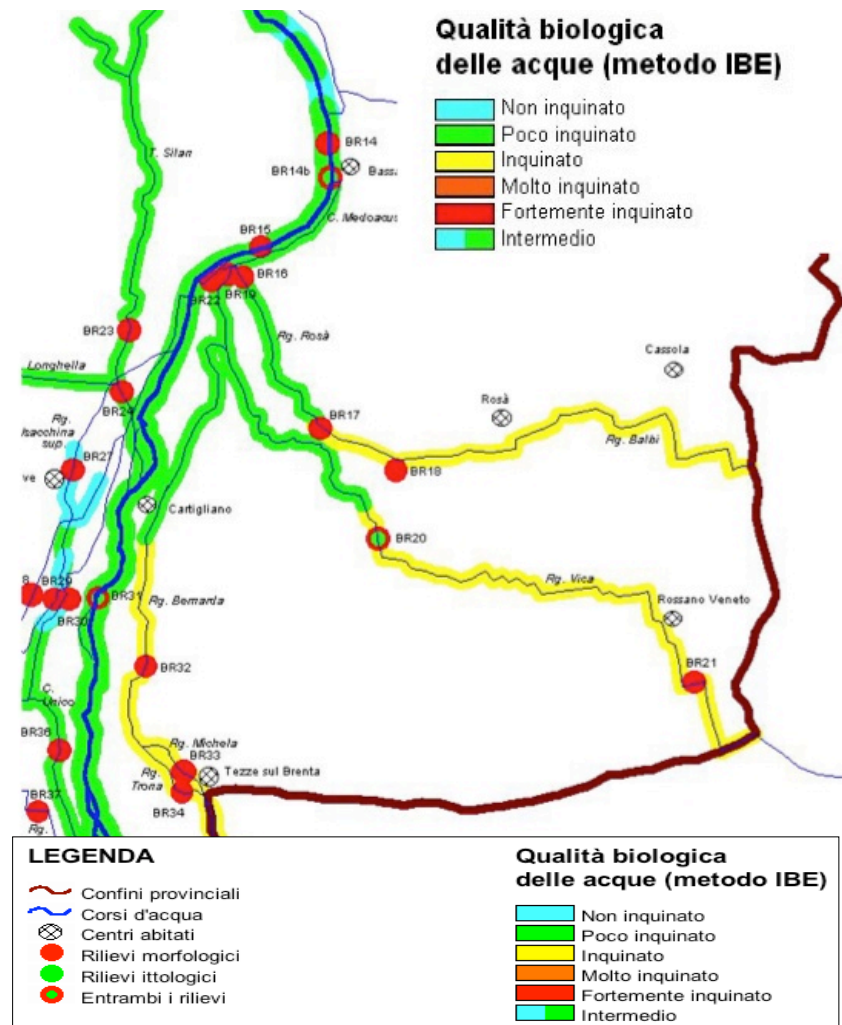 Qualità biologica
delle acque (metodo IBE)
Non inquinato
Poco inquinato
Inquinato
Molto inquinato
Fortemente inquinato
Intermedio
T. Silan
BR14
BR14b
Bassa
C. Medoacus
BR15
BR16
BR19
BR22
Rg. Rosà
BR23
Longhella
BR24
Cassola
Rosà
BR17
Rg. Balbi
BR18
Rg.
Isacchina
sup.
BR27
ve
Cartigliano
BR20
Rg. Vica
8
BR29
BR30
BR31
Rg. Bernarda
Rossano Veneto
BR32
BR21
C.
Unico
BR36
Rg. Michela
BR33
Rg.
Trona
Tezze sul Brenta
BR34
BR37
Rg.
LEGENDA
Confini provinciali
Corsi d'acqua
Centri abitati
Rilievi morfologici
Rilievi ittologici
Entrambi i rilievi
Qualità biologica
delle acque (metodo IBE)
Non inquinato
Poco inquinato
Inquinato
Molto inquinato
Fortemente inquinato
Intermedio